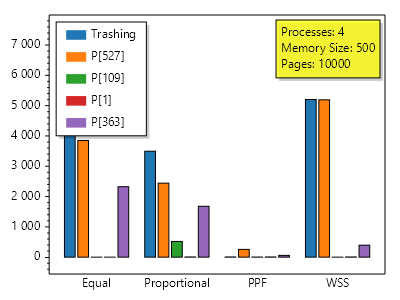 7 000
6 000
5 000
4 000
3 000
2 000
1 000
0
Trashing
P[527]
P[109]
P[1]
P[363]
Processes: 4
Memory Size: 500
Pages: 10000
Equal Proportional PPF WSS